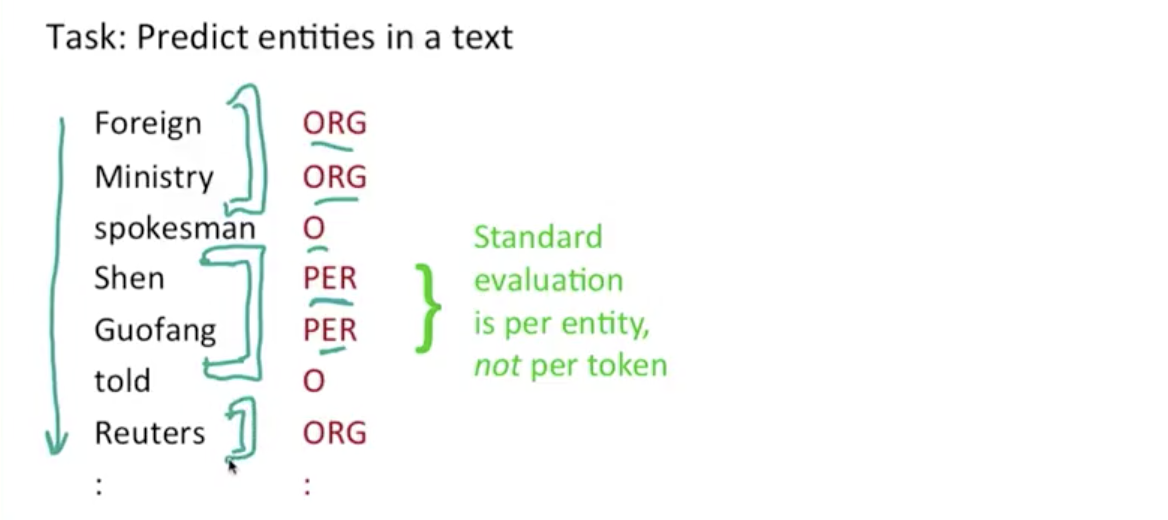 Task: Predict entities in a text
Foreign ORG
Ministry ORG
spokesman O
Shen PER
Guofang PER
told O
Reuters ORG
: :
} Standard
evaluation
is per entity,
not per token